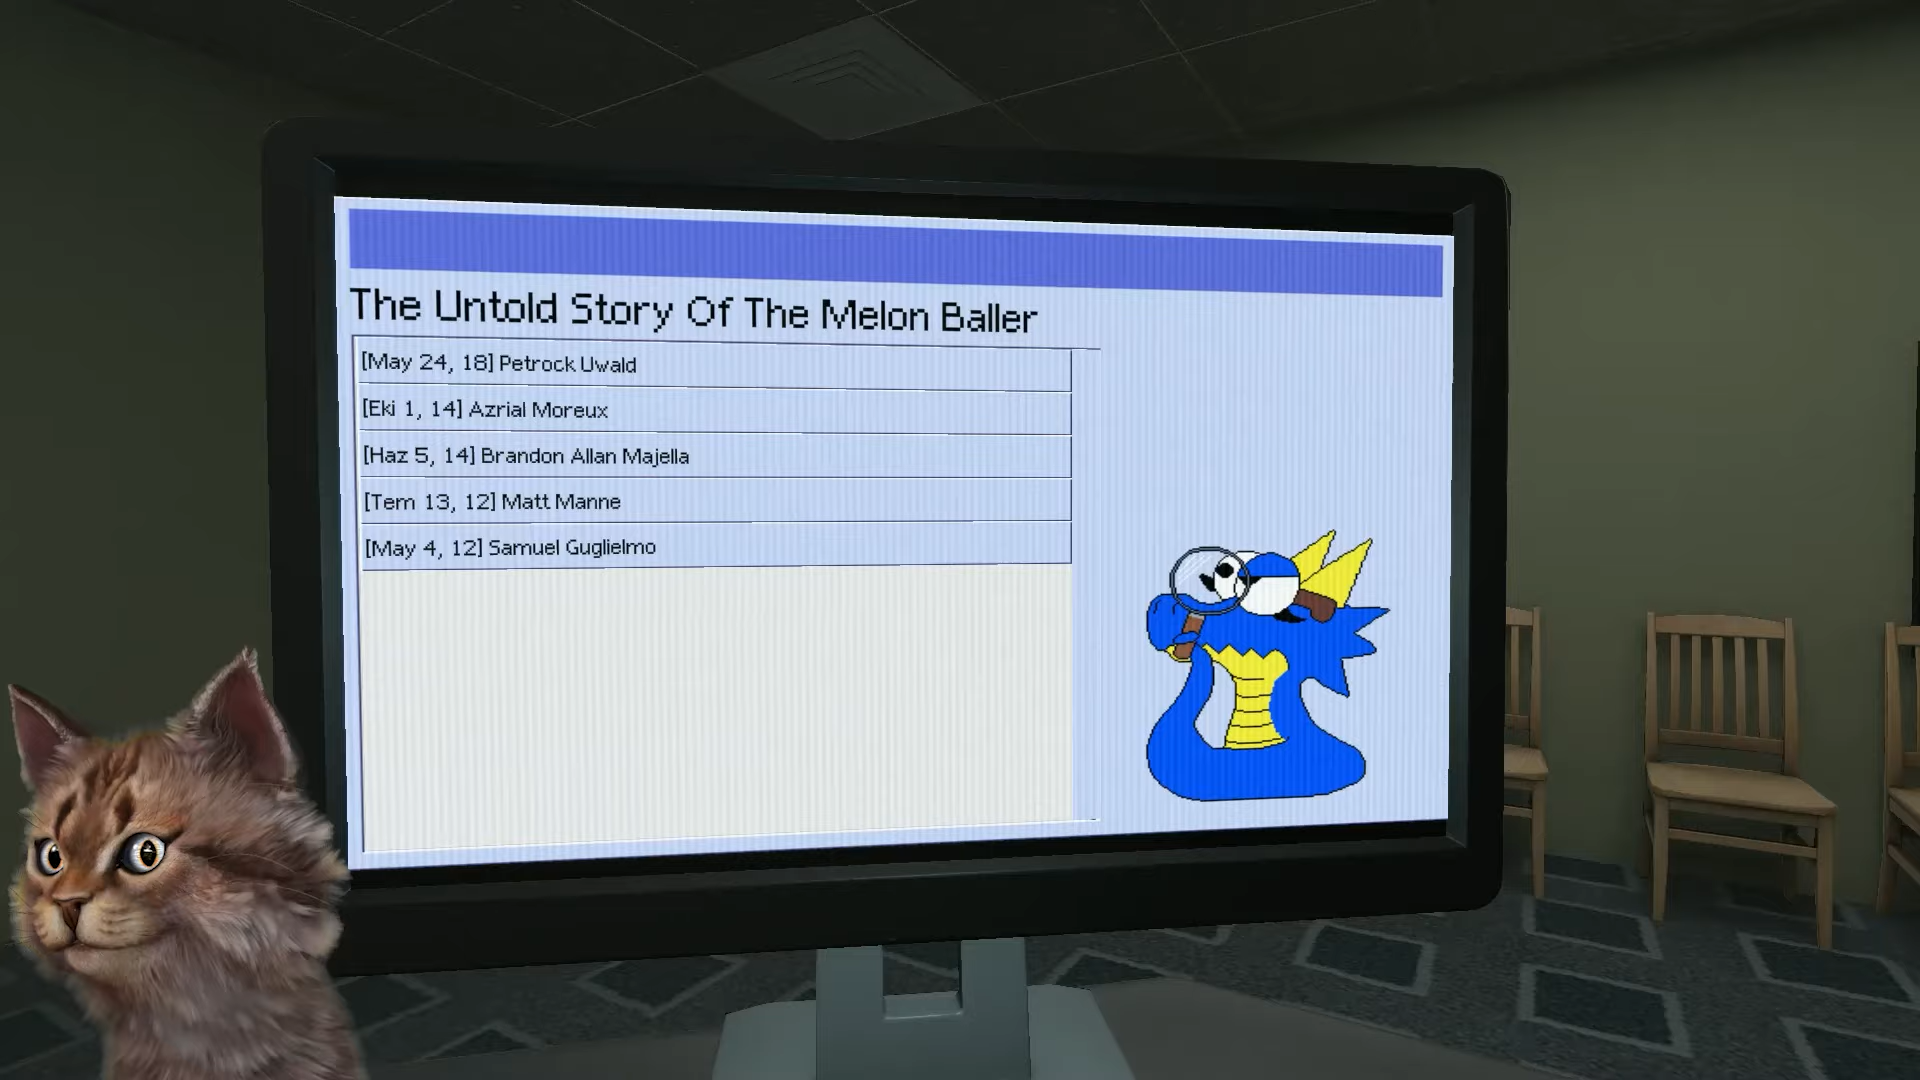 The Untold Story Of The Melon Baller
[May 24, 18] Petrock Uwald
[Eki 1, 14] Azrial Moreux
[Haz 5, 14] Brandon Allan Majella
[Tem 13, 12] Matt Manne
[May 4, 12] Samuel Guglielmo